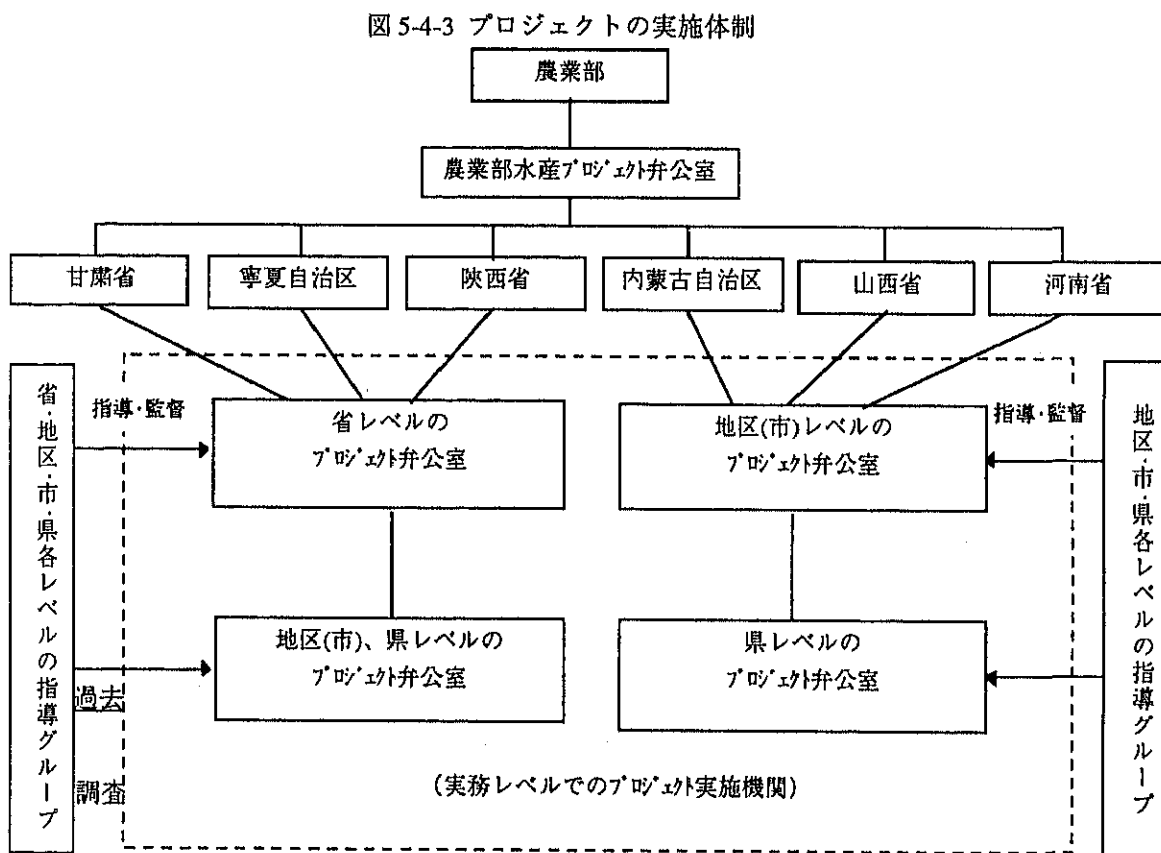 図 5-4-3 プロジェクトの実施体制
農業部
農業部水産ﾌﾟﾛｼﾞｪｸﾄ弁公室
甘粛省
寧夏自治区
陝西省
内蒙古自治区
山西省
河南省
省・地区・市・県各レベルの指導グループ
指導・監督
省レベルの
ﾌﾟﾛｼﾞｪｸﾄ弁公室
地区(市)レベルの
ﾌﾟﾛｼﾞｪｸﾄ弁公室
指導・監督
地区・市・県各レベルの指導グループ
地区(市)、県レベルの
ﾌﾟﾛｼﾞｪｸﾄ弁公室
県レベルの
ﾌﾟﾛｼﾞｪｸﾄ弁公室
過去
調査
(実務レベルでのﾌﾟﾛｼﾞｪｸﾄ実施機関)